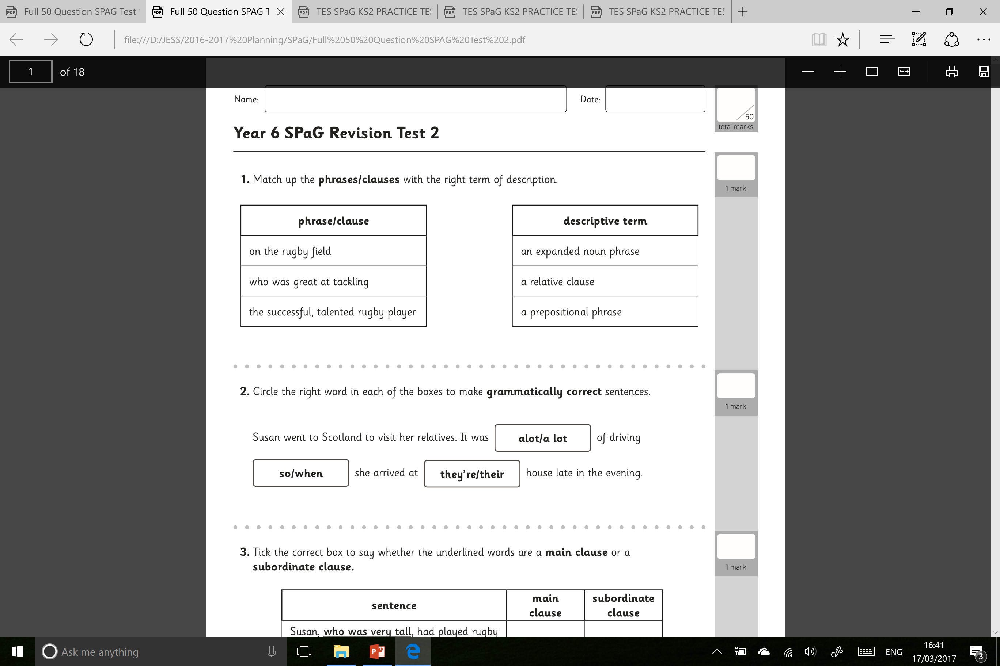 Full 50 Question SPAG Test
Full 50 Question SPAG T
TES SPaG KS2 PRACTICE TES
TES SPaG KS2 PRACTICE TES
TES SPaG KS2 PRACTICE TES
file:///D:/JESS/2016-2017%20Planning/SPaG/Full%2050%20Question%20SPAG%20Test%202.pdf
1 of 18
Name:
Date:
50
total marks
Year 6 SPaG Revision Test 2
1. Match up the phrases/clauses with the right term of description.
1 mark
phrase/clause
on the rugby field
who was great at tackling
the successful, talented rugby player
descriptive term
an expanded noun phrase
a relative clause
a prepositional phrase
2. Circle the right word in each of the boxes to make grammatically correct sentences.
1 mark
Susan went to Scotland to visit her relatives. It was alot/a lot of driving
so/when she arrived at they're/their house late in the evening.
3. Tick the correct box to say whether the underlined words are a main clause or a
subordinate clause.
1 mark
sentence
main
clause
subordinate
clause
Susan, who was very tall, had played rugby
Ask me anything
ENG
16:41
17/03/2017
3